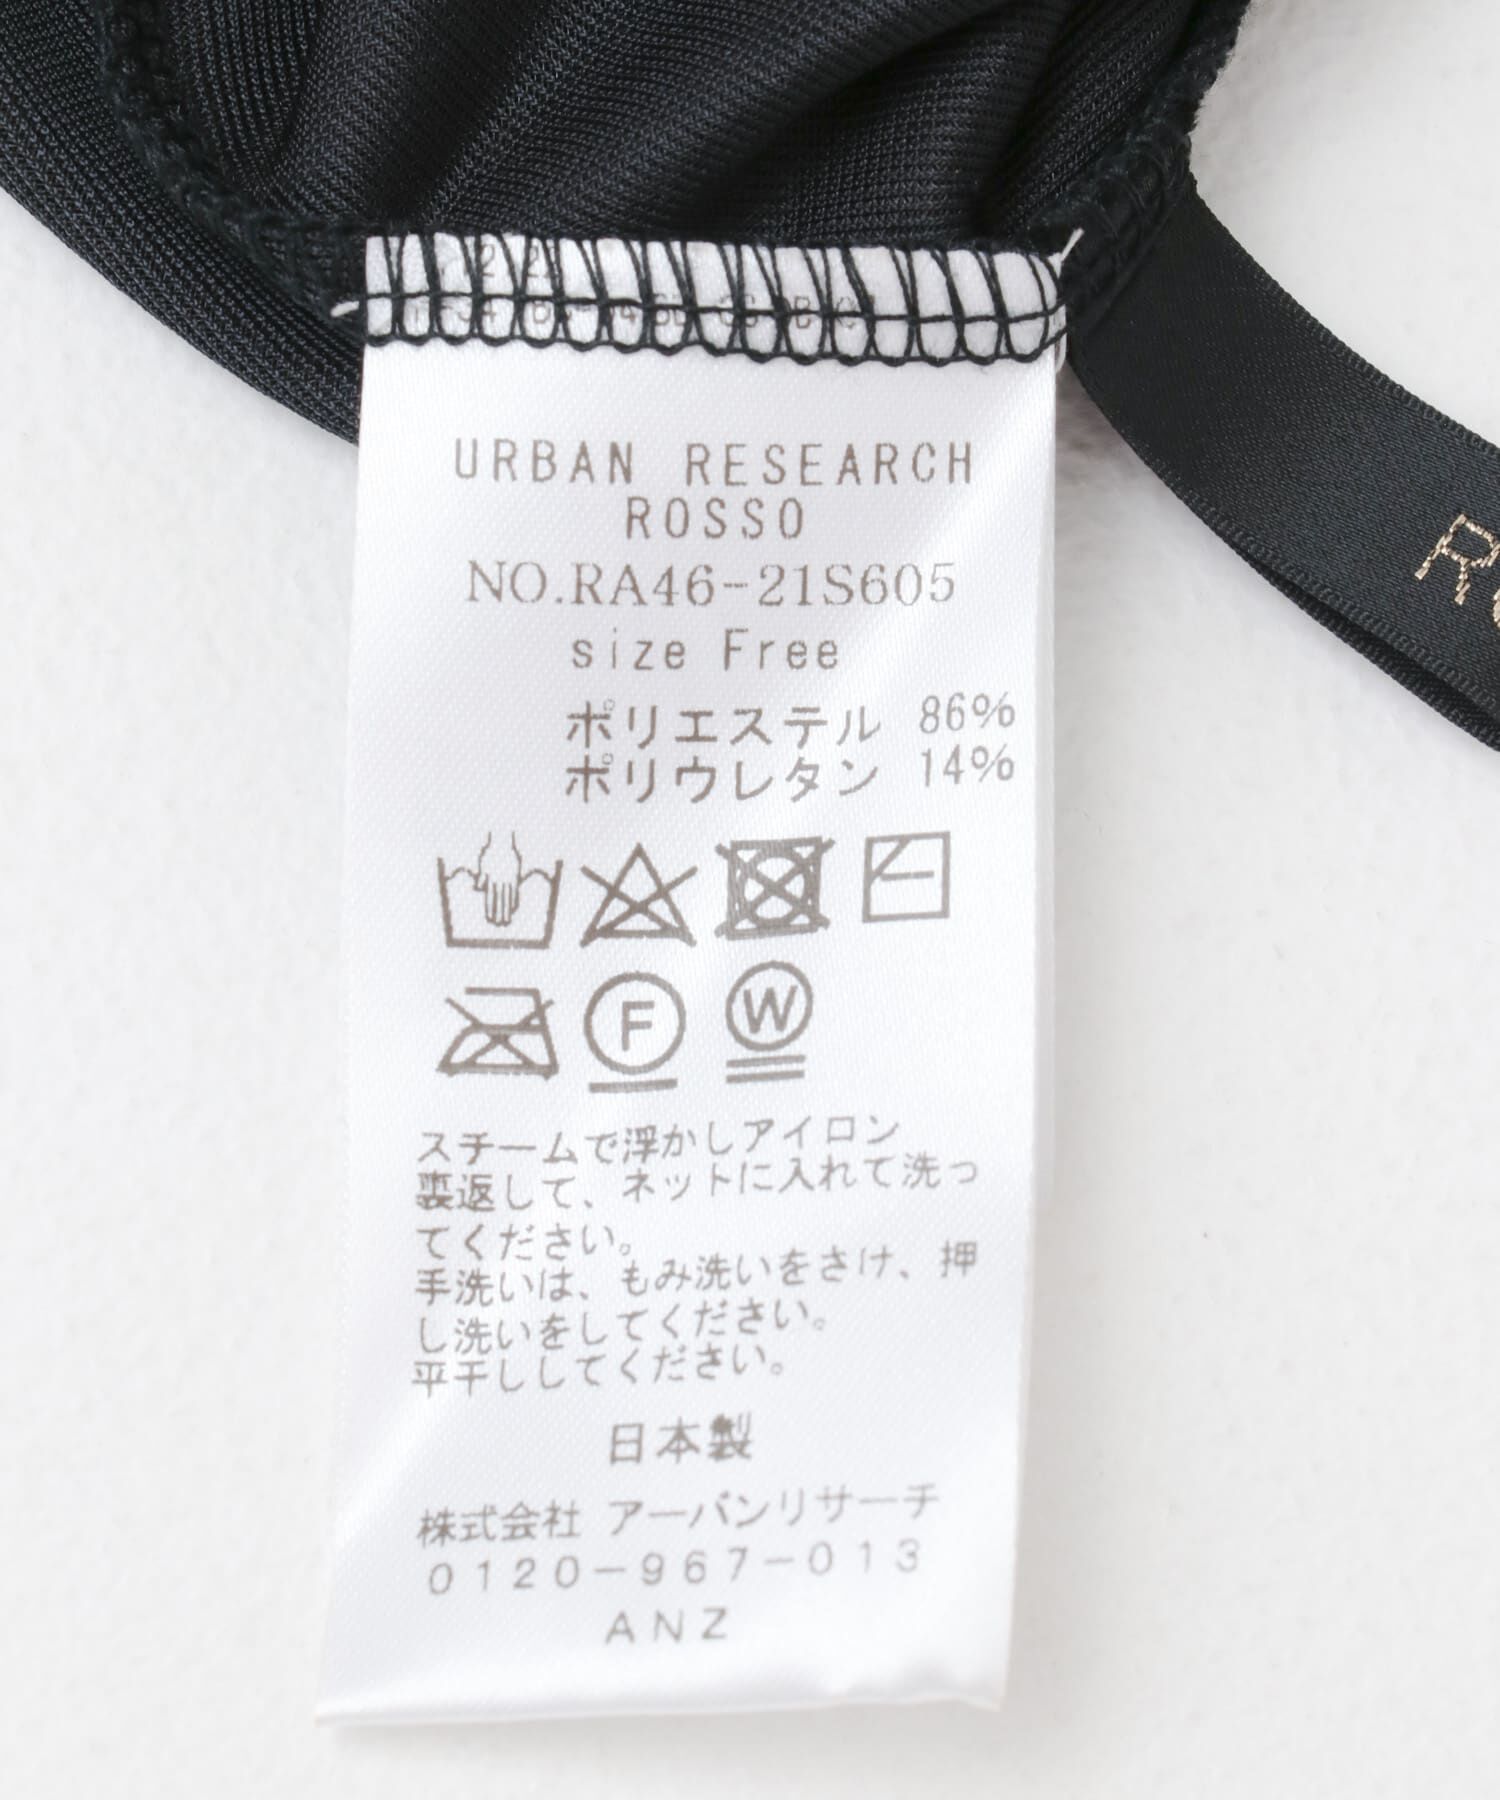 URBAN RESEARCH
ROSSO
NO.RA46-21S605
size Free
ポリエステル 86%
ポリウレタン 14%
F
W
スチームで浮かしアイロン
裏返して、ネットに入れて洗っ
てください。
手洗いは、もみ洗いをさけ、押
し洗いをしてください。
平干ししてください。
日本製
株式会社 アーバンリサーチ
0120-967-013
ANZ